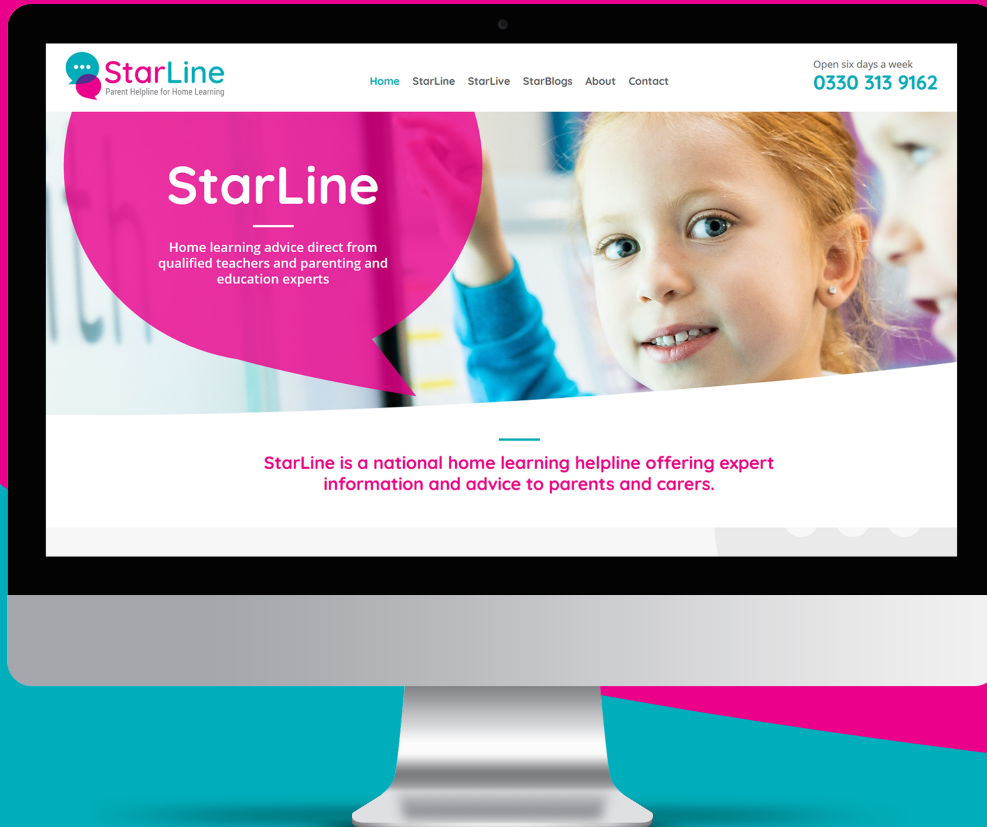 StarLine
Parent Helpline for Home Learning
Home StarLine StarLive StarBlogs About Contact
Open six days a week
0330 313 9162
StarLine
Home learning advice direct from
qualified teachers and parenting and
education experts
StarLine is a national home learning helpline offering expert
information and advice to parents and carers.